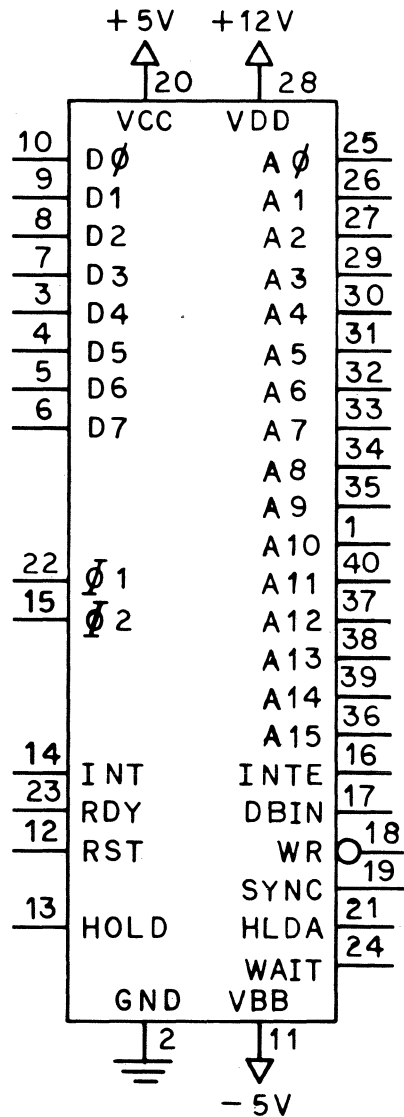 +5V +12V
20 28
VCC VDD
10 DØ AØ 25
9 D1 A1 26
8 D2 A2 27
7 D3 A3 29
3 D4 A4 30
4 D5 A5 31
5 D6 A6 32
6 D7 A7 33
A8 34
A9 35
A10 1
22 Φ1 A11 40
15 Φ2 A12 37
A13 38
A14 39
A15 36
14 INT INTE 16
23 RDY DBIN 17
12 RST WR 18
SYNC 19
13 HOLD HLDA 21
WAIT 24
GND VBB
2 11
-5V